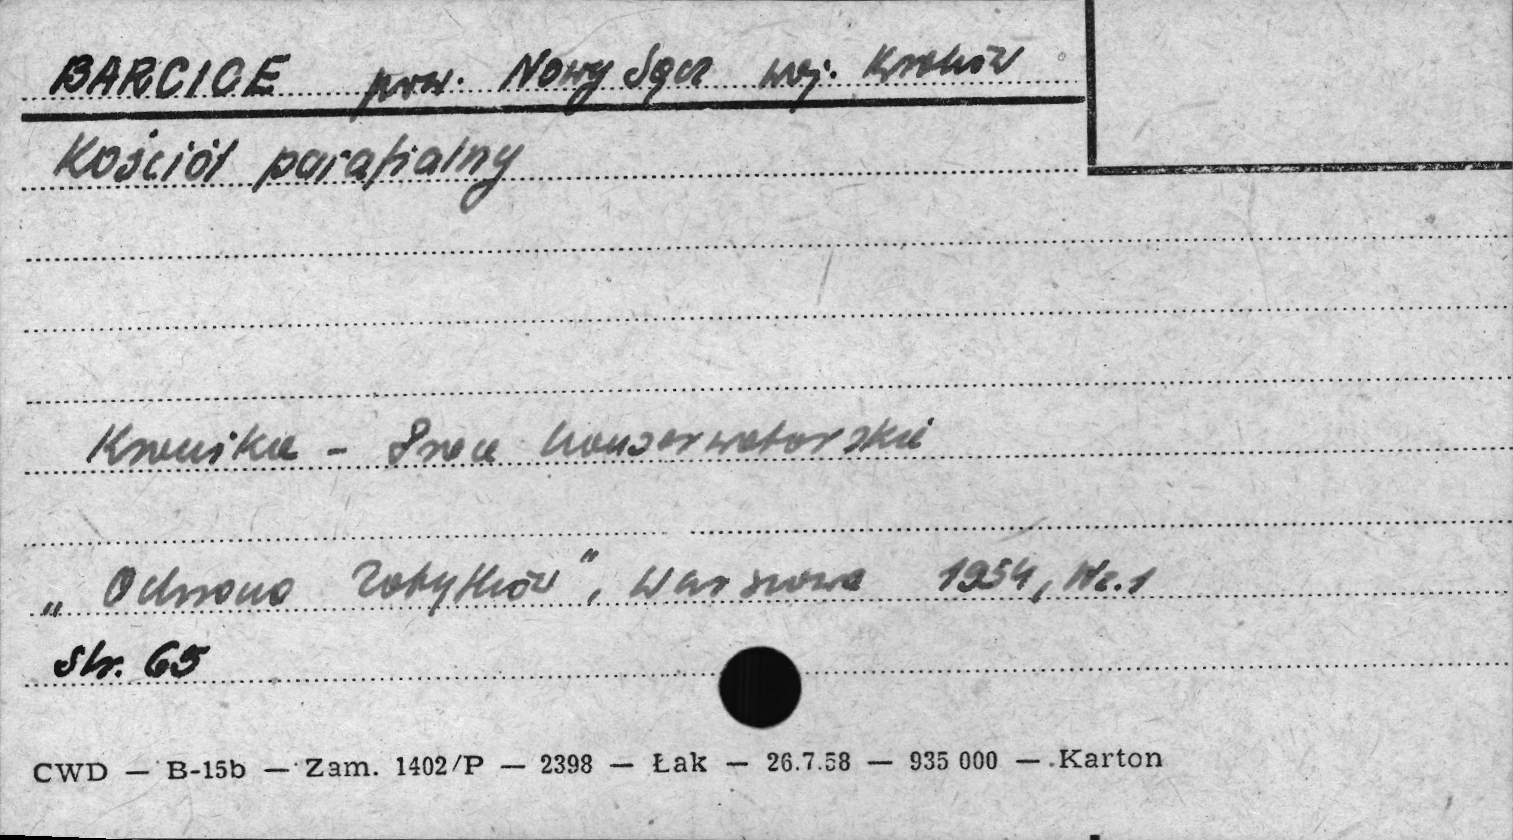 BARCICE pow. Nowy Sącz woj. Kraków
Kościół parafialny
Kronika - Prace konserwatorskie
„Ochrona Zabytków", Warszawa 1954, Nr. 1
str. 65
CWD — B-15b — Zam. 1402/P — 2398 — Łak — 26.7.58 — 935 000 — Karton